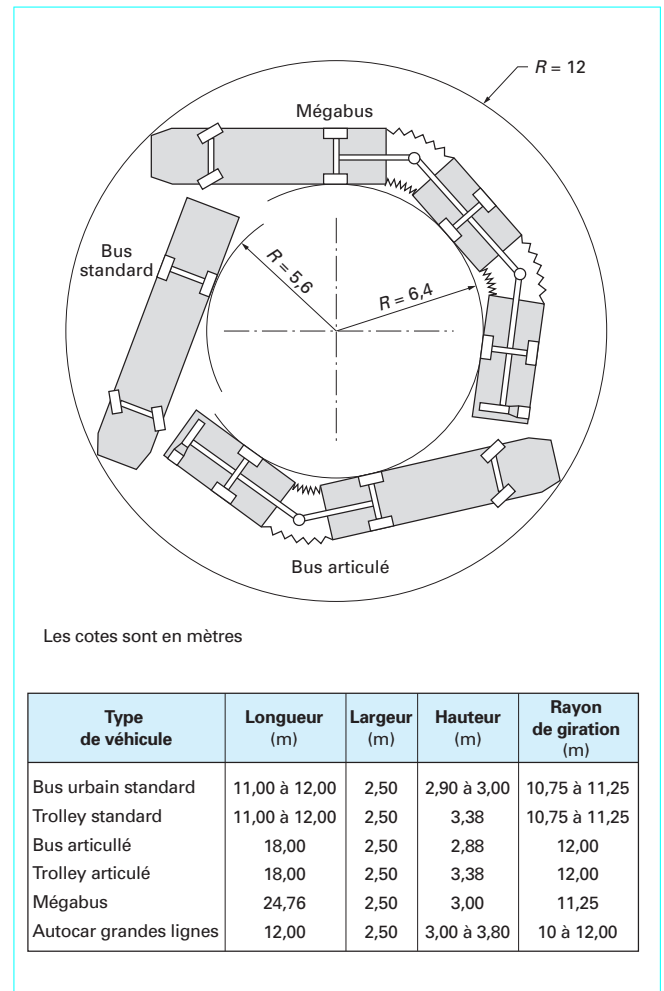 R = 12
Mégabus
Bus
standard
R = 5,6
R = 6,4
Bus articulé
Les cotes sont en mètres
Type
de véhicule
Longueur
(m)
Largeur
(m)
Hauteur
(m)
Rayon
de giration
(m)
Bus urbain standard 11,00 à 12,00 2,50 2,90 à 3,00 10,75 à 11,25
Trolley standard 11,00 à 12,00 2,50 3,38 10,75 à 11,25
Bus articullé 18,00 2,50 2,88 12,00
Trolley articulé 18,00 2,50 3,38 12,00
Mégabus 24,76 2,50 3,00 11,25
Autocar grandes lignes 12,00 2,50 3,00 à 3,80 10 à 12,00